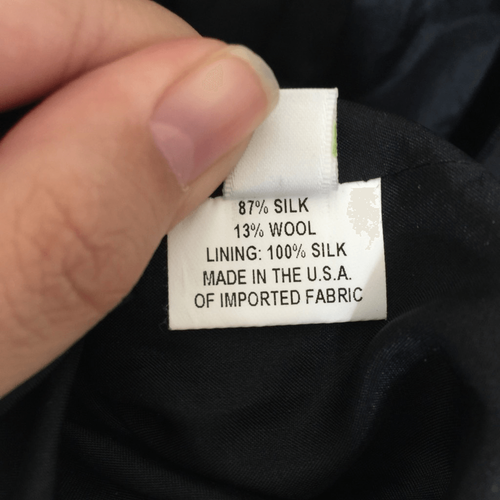 87% SILK
13% WOOL
LINING: 100% SILK
MADE IN THE U.S.A.
OF IMPORTED FABRIC